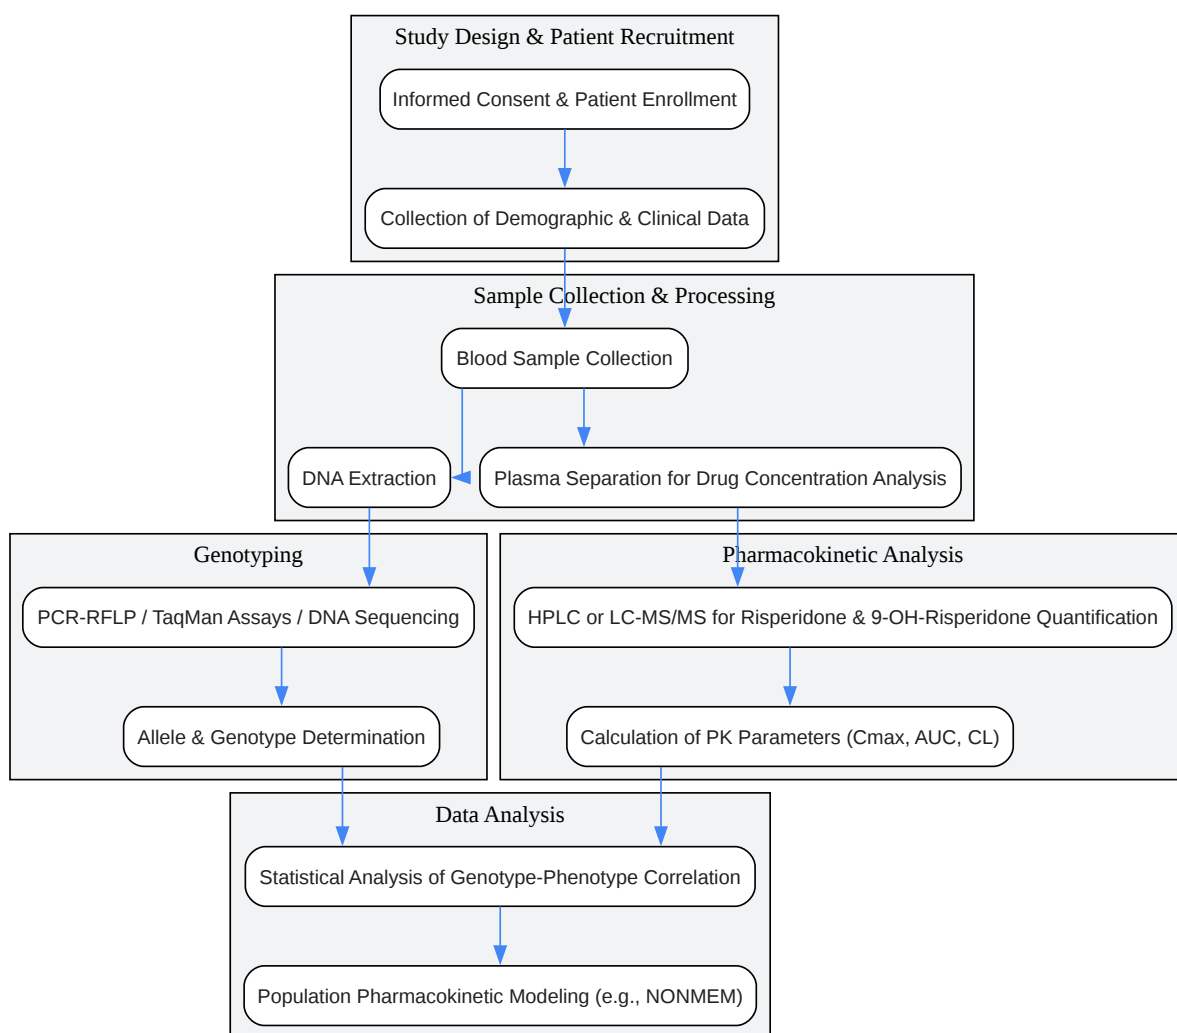 Study Design & Patient Recruitment
Informed Consent & Patient Enrollment
Collection of Demographic & Clinical Data
Sample Collection & Processing
Blood Sample Collection
DNA Extraction
Plasma Separation for Drug Concentration Analysis
Genotyping
PCR-RFLP / TaqMan Assays / DNA Sequencing
Allele & Genotype Determination
Pharmacokinetic Analysis
HPLC or LC-MS/MS for Risperidone & 9-OH-Risperidone Quantification
Calculation of PK Parameters (Cmax, AUC, CL)
Data Analysis
Statistical Analysis of Genotype-Phenotype Correlation
Population Pharmacokinetic Modeling (e.g., NONMEM)